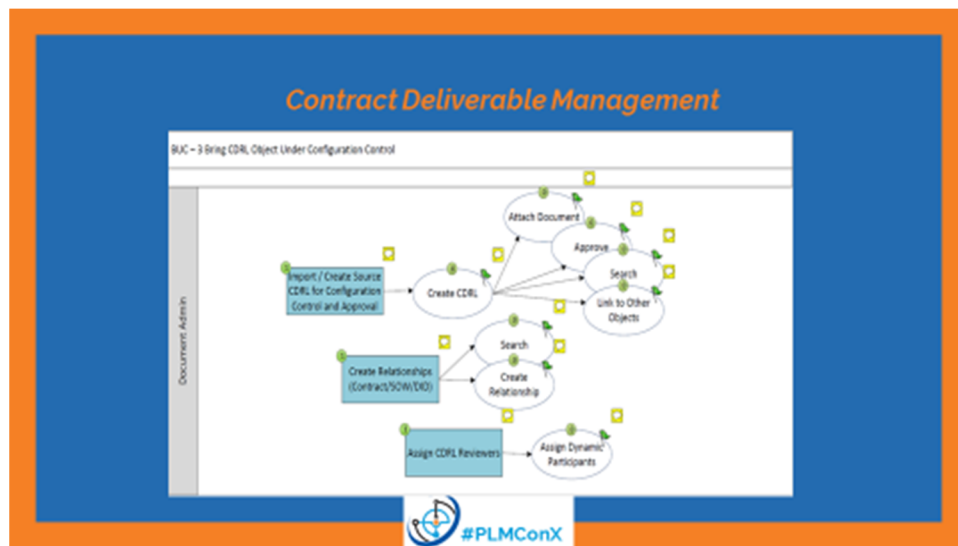 Contract Deliverable Management
BUC – 3 Bring CDRL Object Under Configuration Control
Document Admin
Import / Create Source
CDRL for Configuration
Control and Approval
Create CDRL
Attach Document
Approve
Search
Link to Other
Objects
Create Relationships
(Contract/SOW/DID)
Search
Create
Relationship
Assign CDRL Reviewers
Assign Dynamic
Participants
#PLMConX